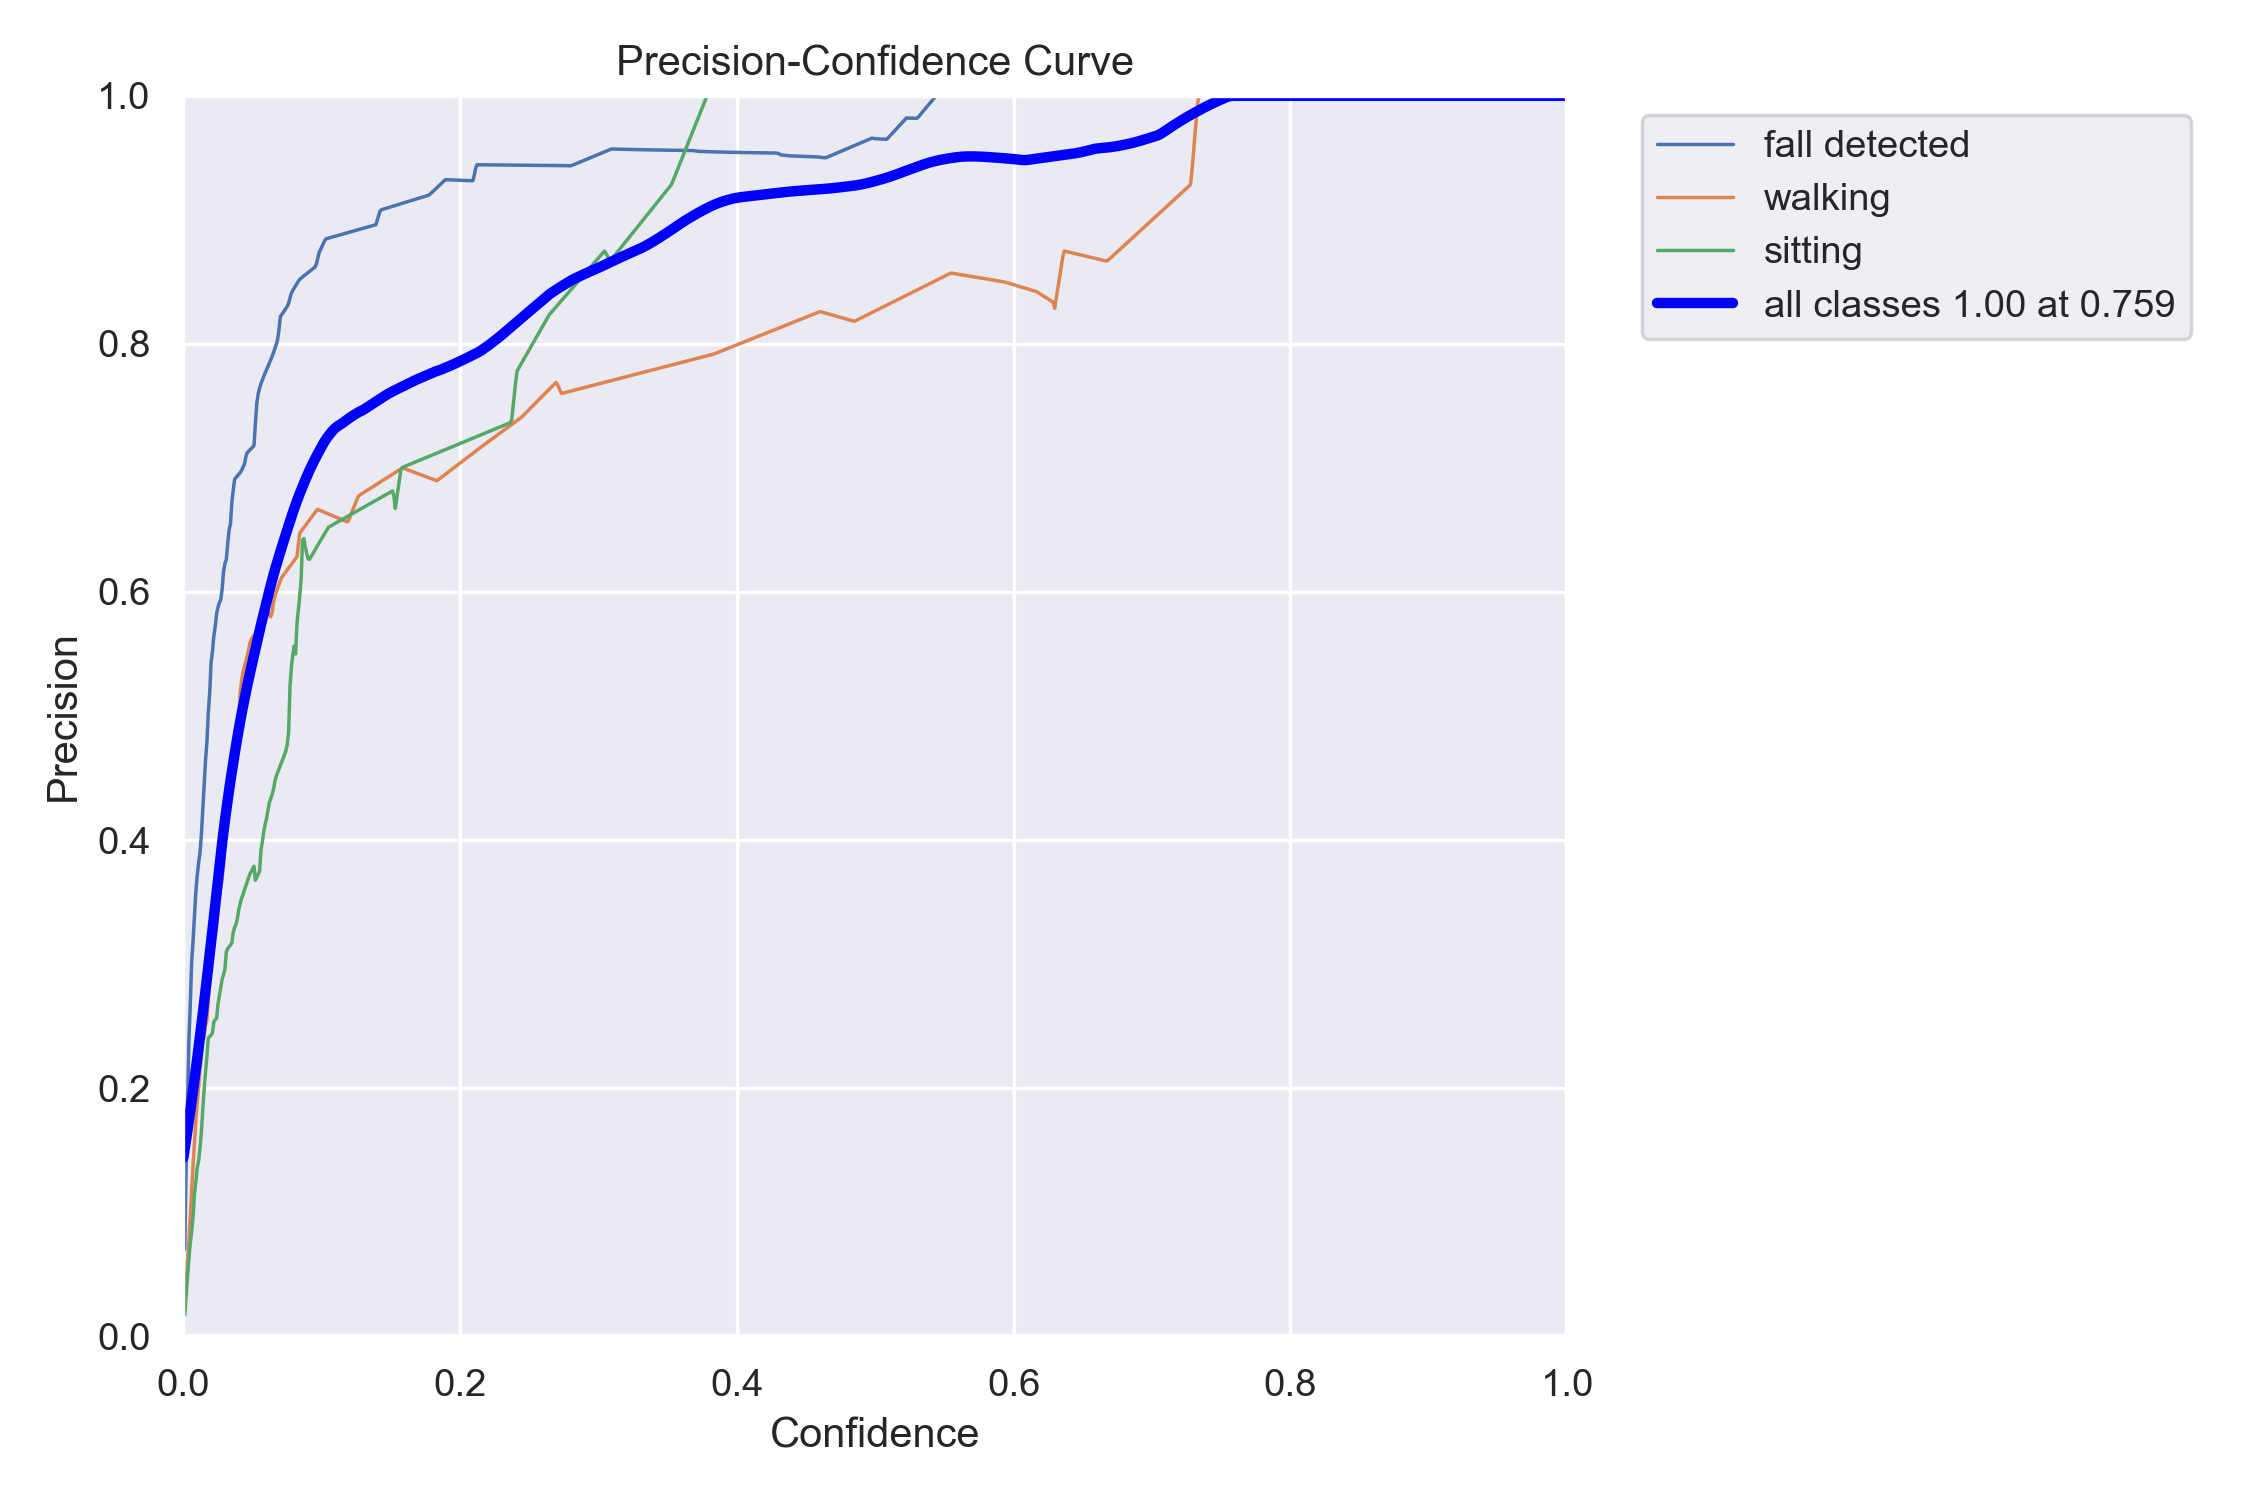 Precision-Confidence Curve
1.0
0.8
0.6
0.4
0.2
0.0
Precision
0.0 0.2 0.4 0.6 0.8 1.0
Confidence
fall detected
walking
sitting
all classes 1.00 at 0.759